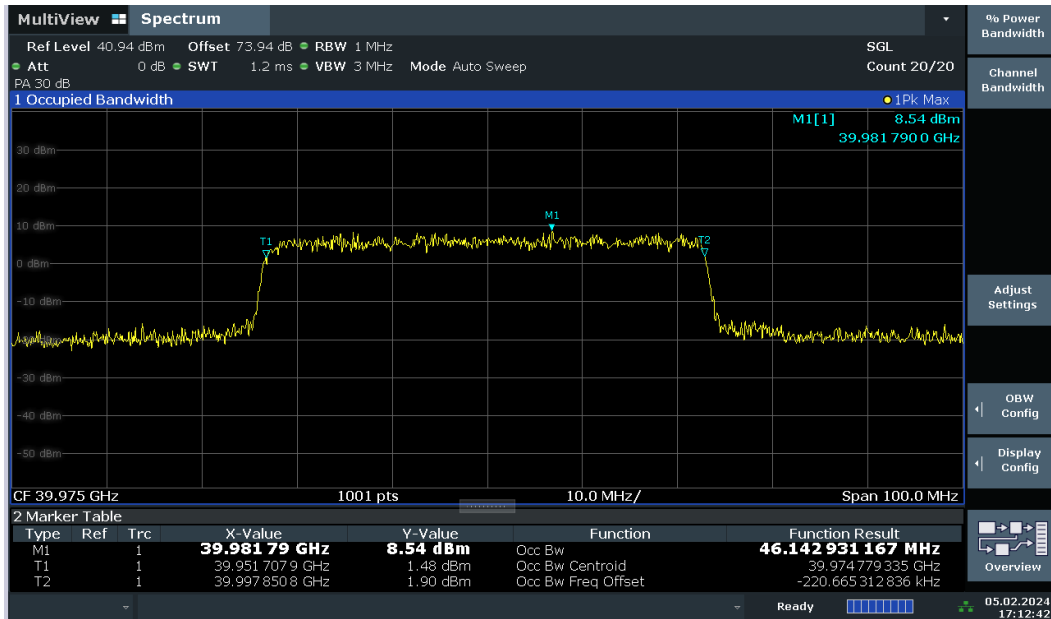 MultiView Spectrum
Ref Level 40.94 dBm Offset 73.94 dB RBW 1 MHz SGL
Att 0 dB SWT 1.2 ms VBW 3 MHz Mode Auto Sweep Count 20/20
PA 30 dB
1 Occupied Bandwidth 1Pk Max
M1[1] 8.54 dBm
39.981 790 0 GHz
30 dBm
20 dBm
M1
10 dBm
T1
T2
0 dBm
-10 dBm
-30 dBm
-40 dBm
-50 dBm
CF 39.975 GHz 1001 pts 10.0 MHz/ Span 100.0 MHz
2 Marker Table
Type Ref Trc X-Value Y-Value Function Function Result
M1 1 39.981 79 GHz 8.54 dBm Occ Bw 46.142 931 167 MHz
T1 1 39.951 707 9 GHz 1.48 dBm Occ Bw Centroid 39.974 779 335 GHz
T2 1 39.997 850 8 GHz 1.90 dBm Occ Bw Freq Offset -220.665 312 836 kHz
Ready 05.02.2024
17:12:42
% Power
Bandwidth
Channel
Bandwidth
Adjust
Settings
OBW
Config
Display
Config
Overview